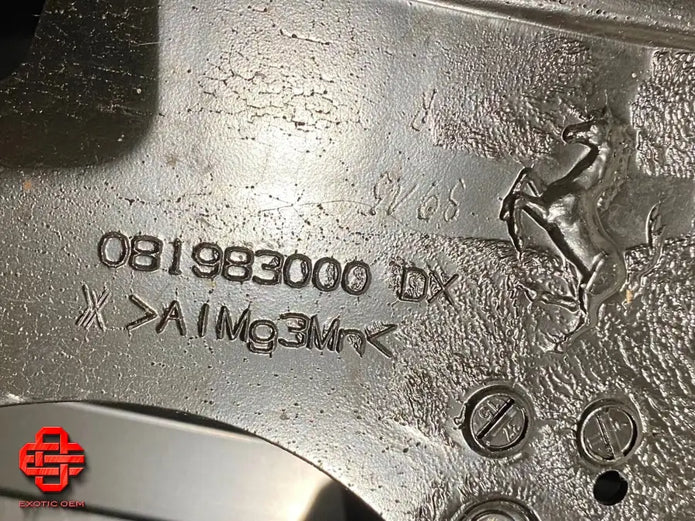 081983000 DX
>AlMg3Mn<
EXOTIC OEM